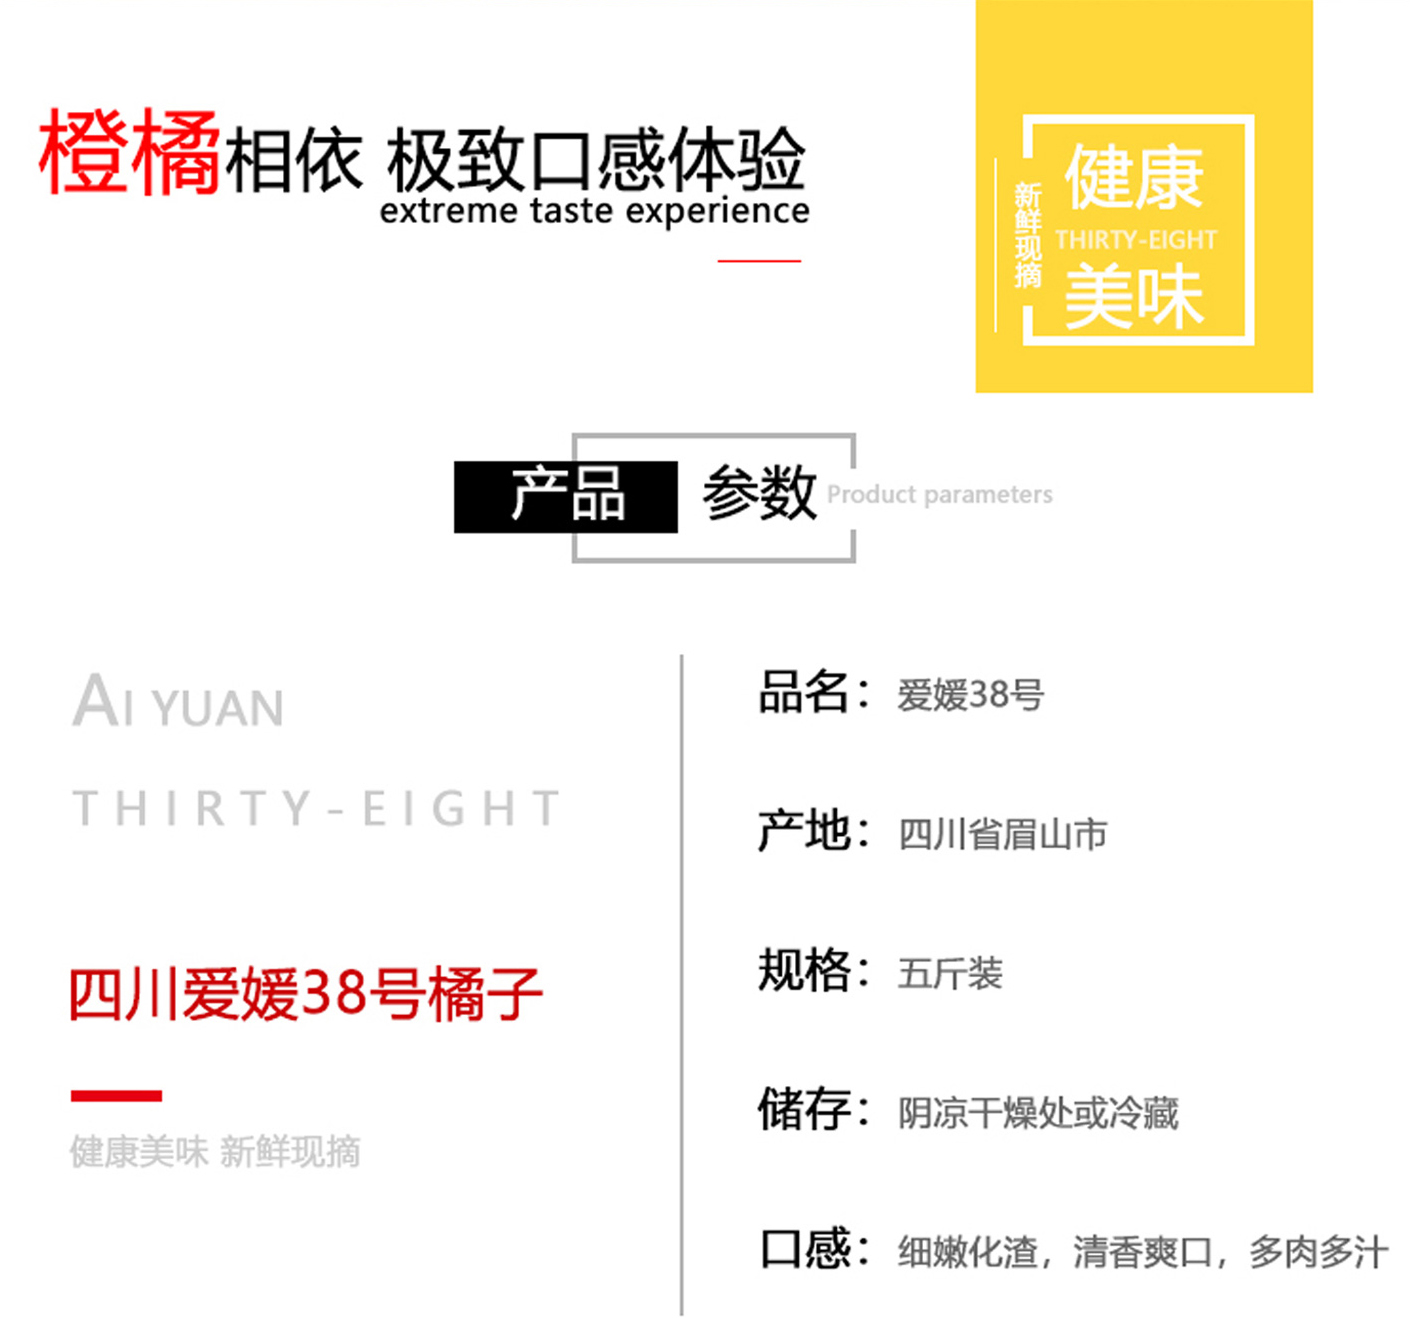 橙橘相依 极致口感体验
extreme taste experience
新鲜现摘
健康
THIRTY-EIGHT
美味
产品 参数 Product parameters
AI YUAN
THIRTY-EIGHT
四川爱媛38号橘子
健康美味 新鲜现摘
品名：爱媛38号
产地：四川省眉山市
规格：五斤装
储存：阴凉干燥处或冷藏
口感：细嫩化渣，清香爽口，多肉多汁